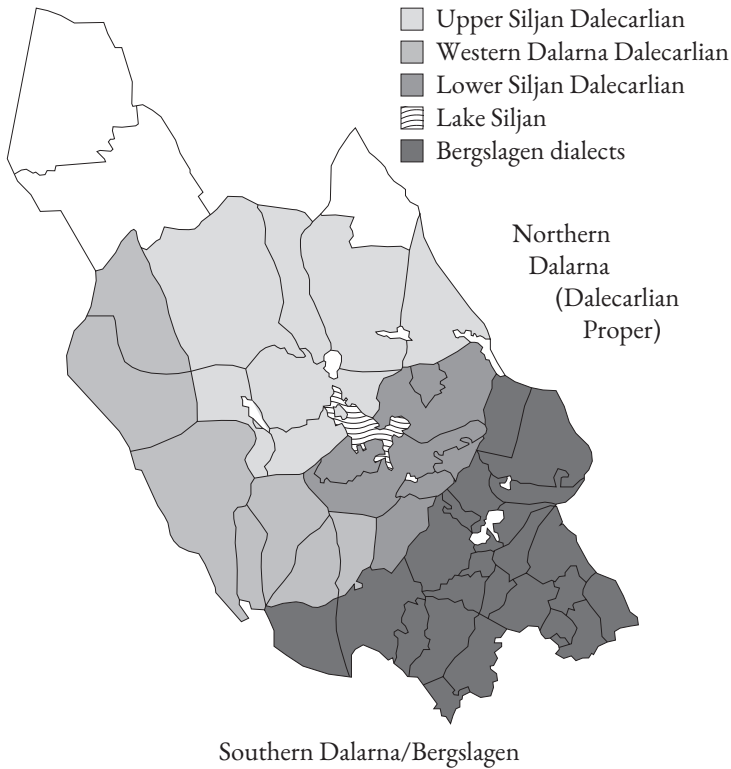 Upper Siljan Dalecarlian
Western Dalarna Dalecarlian
Lower Siljan Dalecarlian
Lake Siljan
Bergslagen dialects
Northern
Dalarna
(Dalecarlian
Proper)
Southern Dalarna/Bergslagen